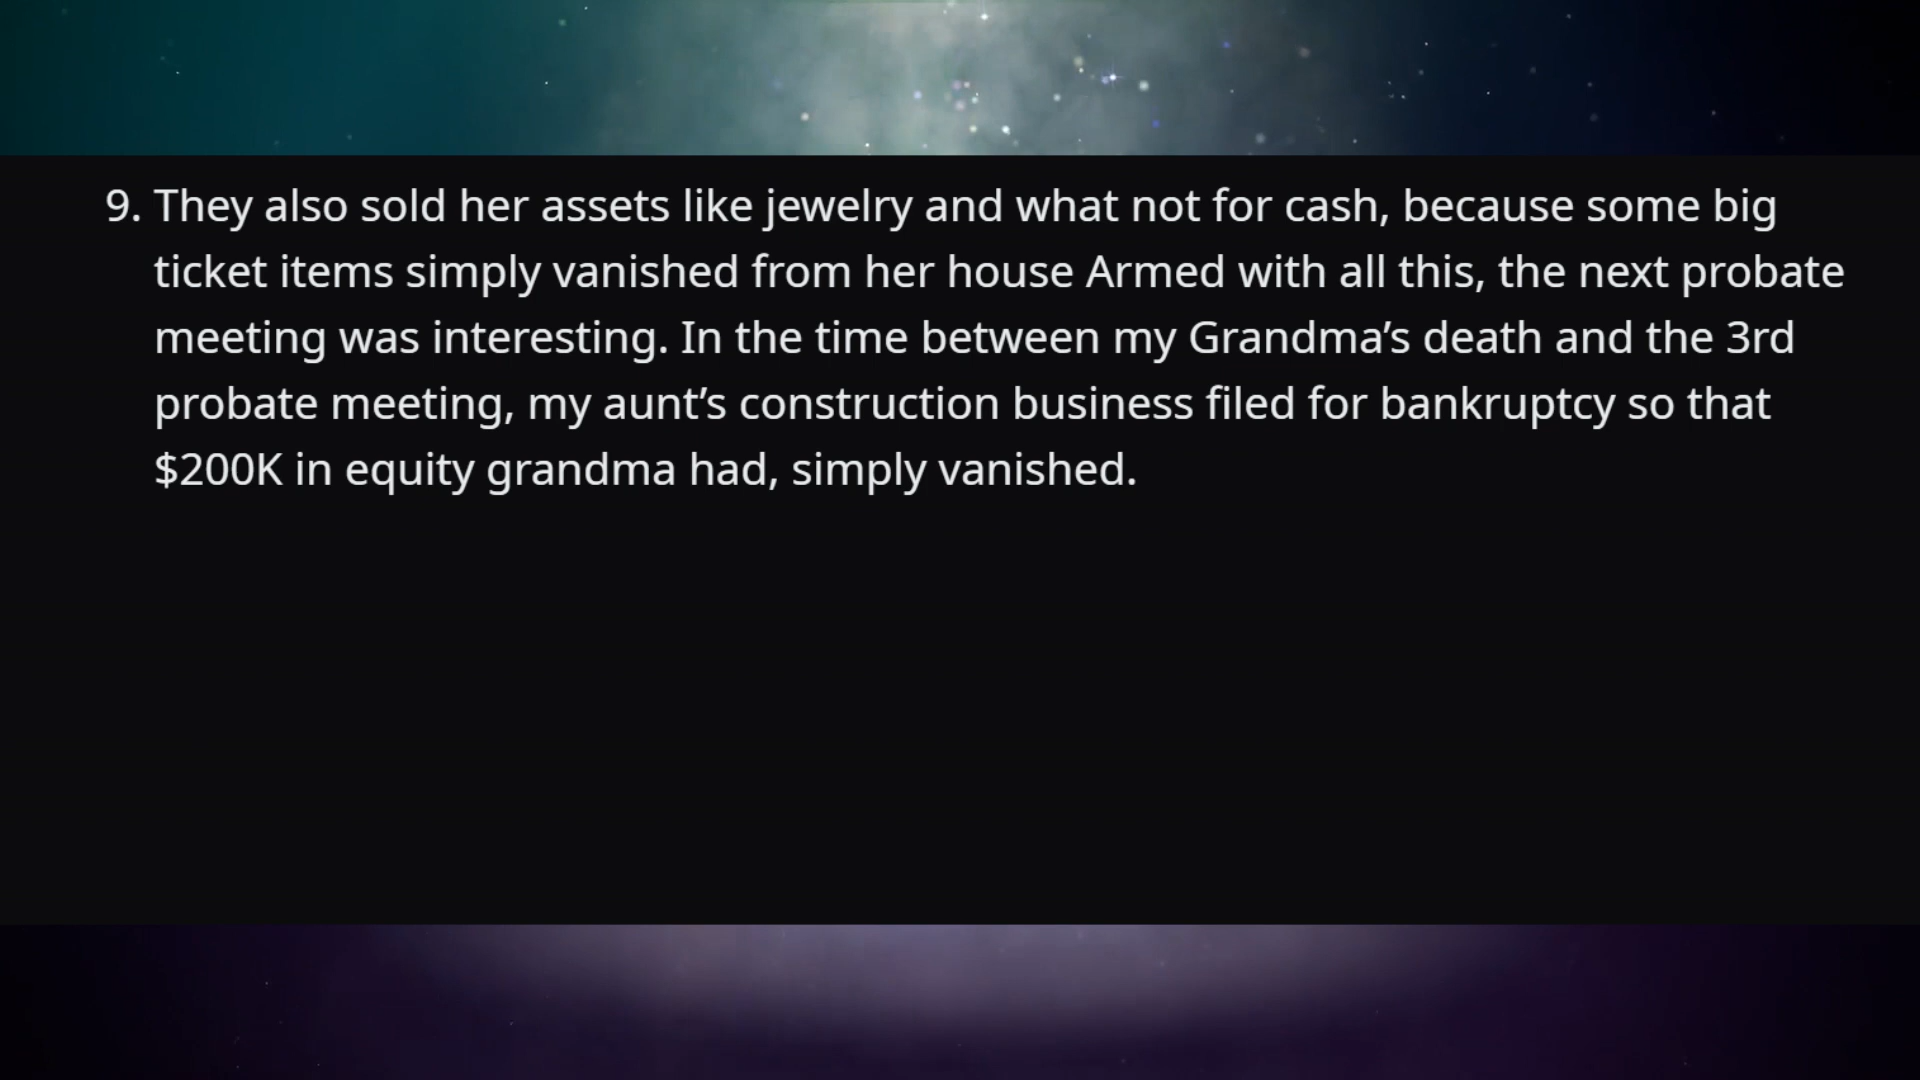 9. They also sold her assets like jewelry and what not for cash, because some big
ticket items simply vanished from her house Armed with all this, the next probate
meeting was interesting. In the time between my Grandma’s death and the 3rd
probate meeting, my aunt’s construction business filed for bankruptcy so that
$200K in equity grandma had, simply vanished.